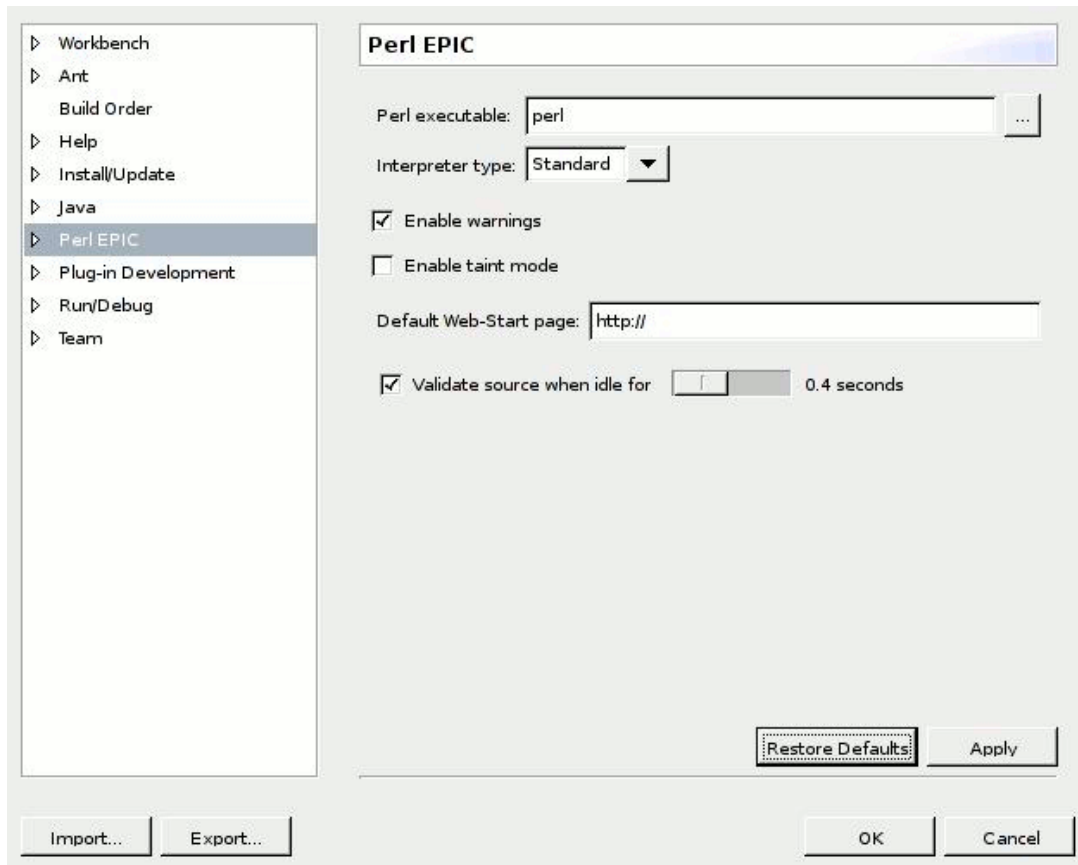 Workbench
Ant
Build Order
Help
Install/Update
Java
Perl EPIC
Plug-in Development
Run/Debug
Team
Perl EPIC
Perl executable: perl ...
Interpreter type: Standard
Enable warnings
Enable taint mode
Default Web-Start page: http://
Validate source when idle for 0.4 seconds
Restore Defaults Apply
Import... Export... OK Cancel